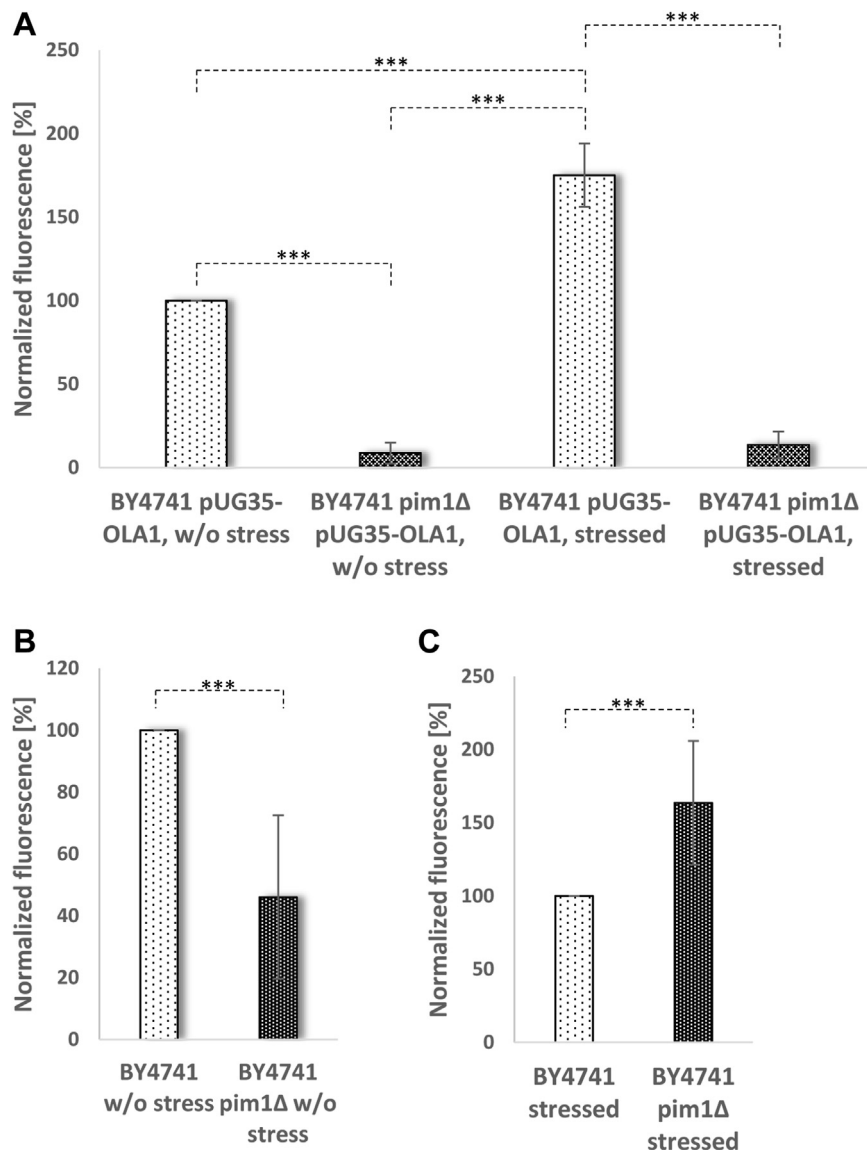 A
Normalized fluorescence [%]
250
200
150
100
50
0
***
***
***
***
BY4741 pUG35-
OLA1, w/o stress
BY4741 pim1Δ
pUG35-OLA1,
w/o stress
BY4741 pUG35-
OLA1, stressed
BY4741 pim1Δ
pUG35-OLA1,
stressed
B
Normalized fluorescence [%]
120
100
80
60
40
20
0
***
BY4741
w/o stress
BY4741
pim1Δ w/o
stress
C
Normalized fluorescence [%]
250
200
150
100
50
0
***
BY4741
stressed
BY4741
pim1Δ
stressed